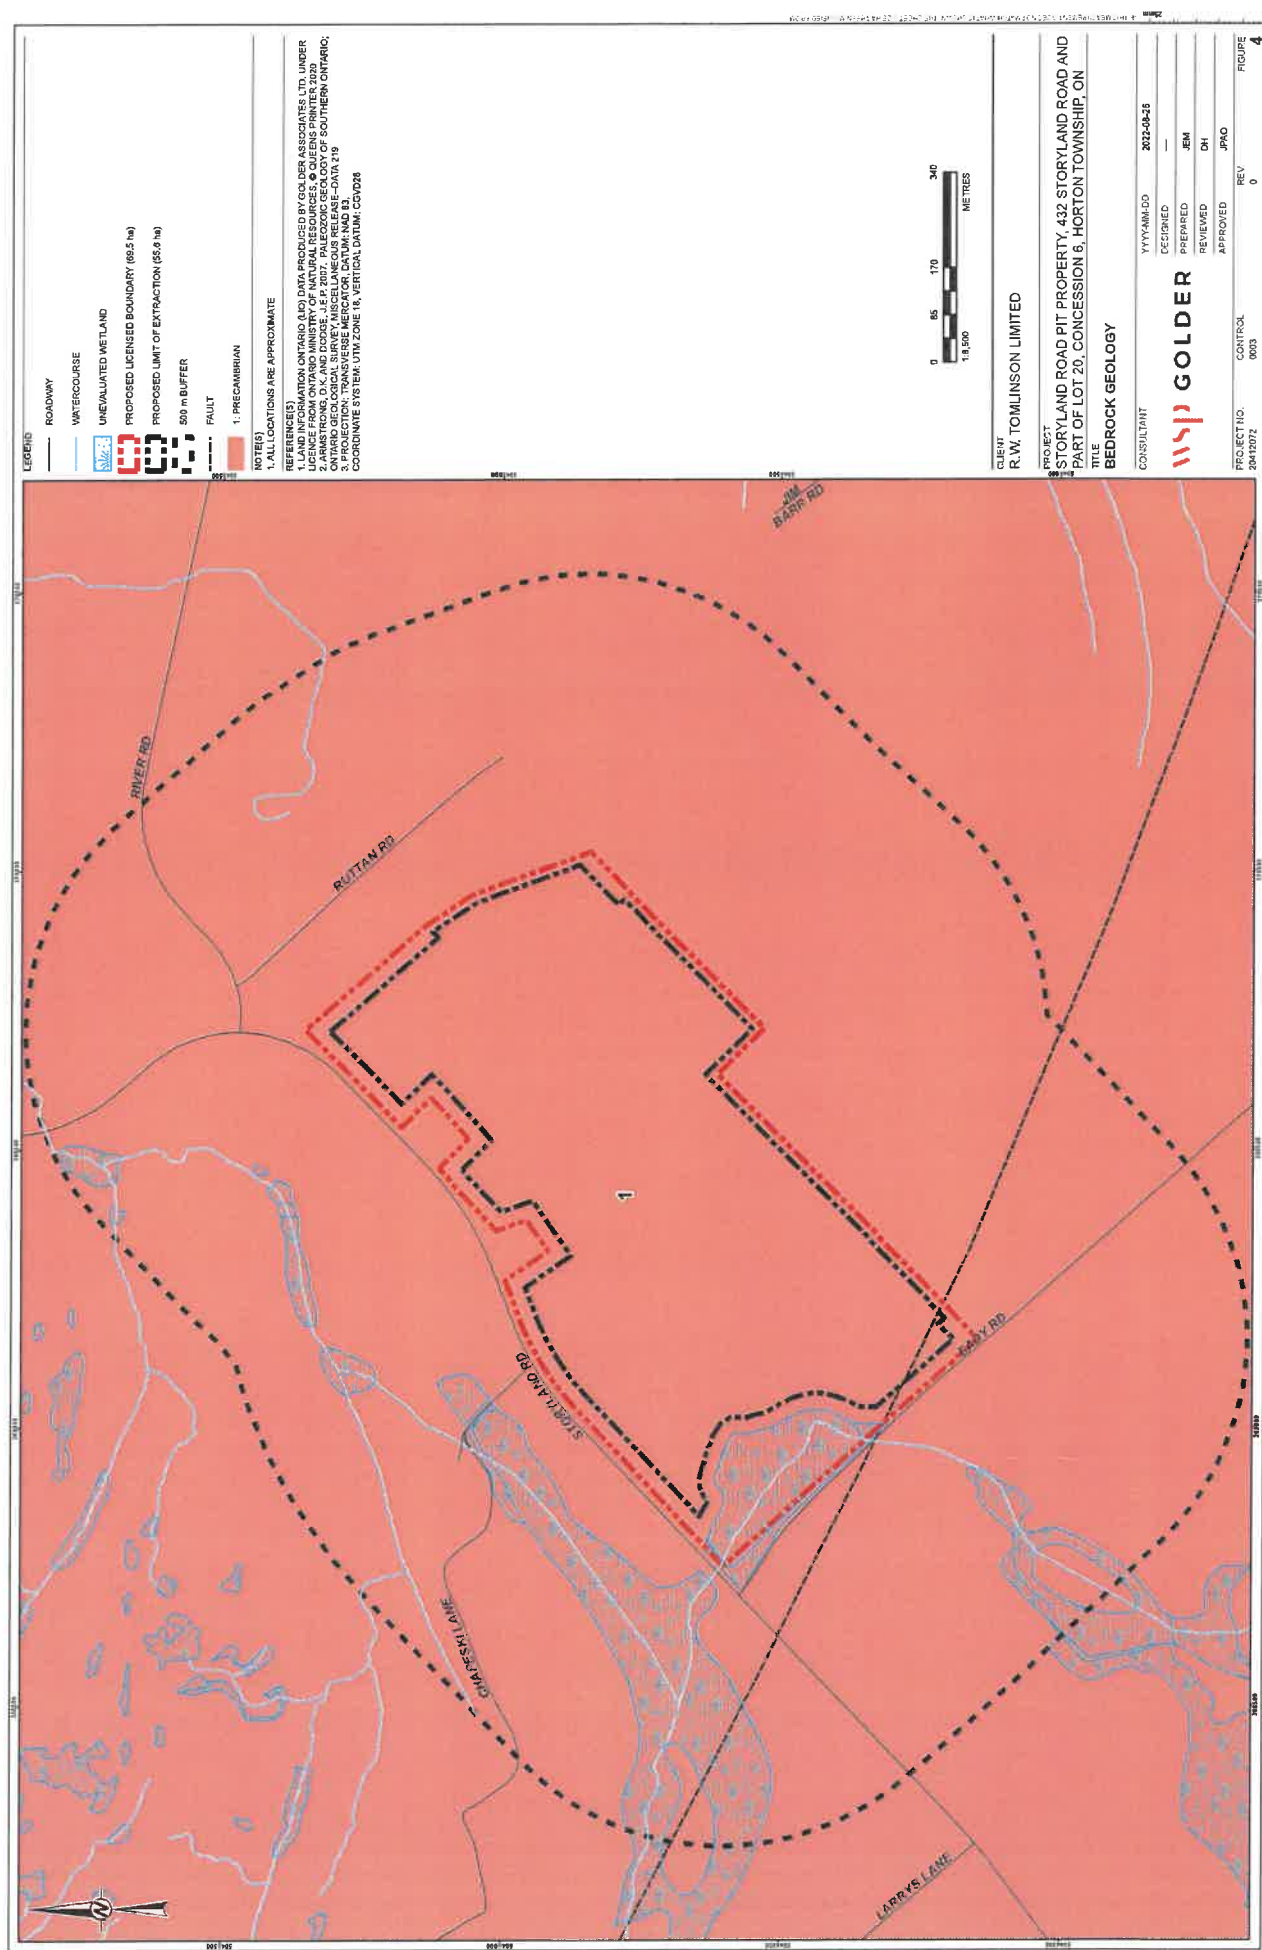 LEGEND
ROADWAY
WATERCOURSE
UNEVALUATED WETLAND
PROPOSED LICENSED BOUNDARY (69.5 ha)
PROPOSED LIMIT OF EXTRACTION (55.6 ha)
500 m BUFFER
FAULT
1: PRECAMBRIAN
NOTE(S)
1. ALL LOCATIONS ARE APPROXIMATE
REFERENCE(S)
1. LAND INFORMATION ONTARIO (LIO) DATA PRODUCED BY GOLDER ASSOCIATES LTD. UNDER
LICENCE FROM ONTARIO MINISTRY OF NATURAL RESOURCES, © QUEENS PRINTER 2020
2. ARMSTRONG, D.K. AND DODGE, J.E.P. 2007. PALEOZOIC GEOLOGY OF SOUTHERN ONTARIO;
ONTARIO GEOLOGICAL SURVEY, MISCELLANEOUS RELEASE--DATA 219
3. PROJECTION: TRANSVERSE MERCATOR, DATUM: NAD 83,
COORDINATE SYSTEM: UTM ZONE 18, VERTICAL DATUM: CGVD28
0 85 170 340
1:8,500 METRES
CLIENT
R.W. TOMLINSON LIMITED
PROJECT
STORYLAND ROAD PIT PROPERTY, 432 STORYLAND ROAD AND
PART OF LOT 20, CONCESSION 6, HORTON TOWNSHIP, ON
TITLE
BEDROCK GEOLOGY
CONSULTANT
wsp GOLDER
YYYY-MM-DD 2022-08-26
DESIGNED ---
PREPARED JEM
REVIEWED DH
APPROVED JPAO
PROJECT NO. CONTROL REV. FIGURE
20412072 0003 0 4
RIVER RD
RUTTAN RD
JIM
BARR RD
STORYLAND RD
EADY RD
CHAPESKI LANE
LARRYS LANE
1
N
25mm